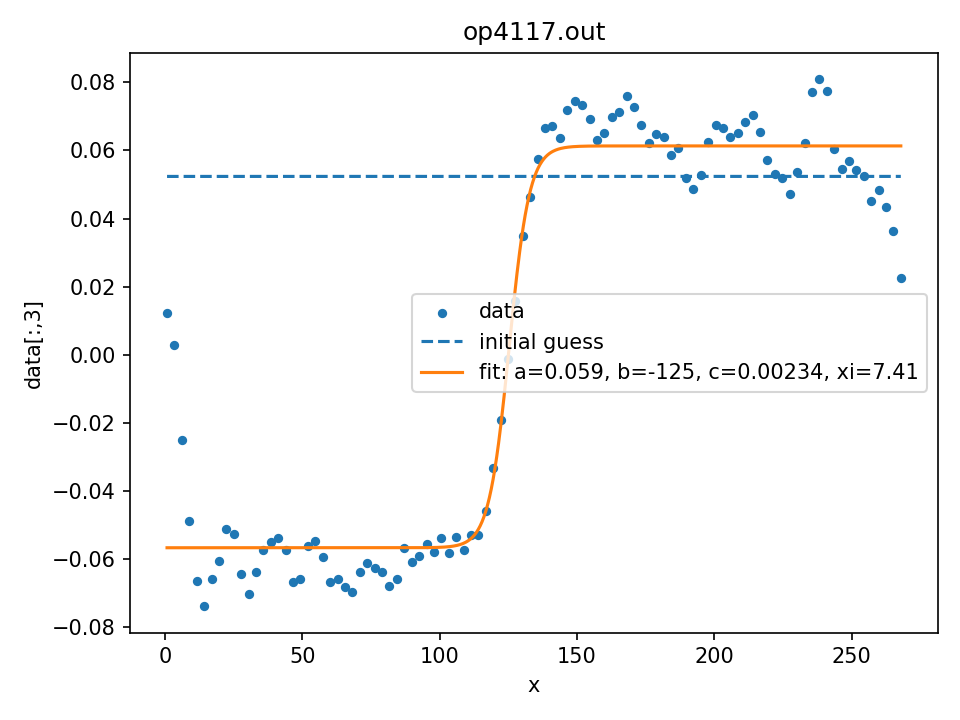 op4117.out
0.08
0.06
0.04
0.02
0.00
−0.02
−0.04
−0.06
−0.08
data[:,3]
data
initial guess
fit: a=0.059, b=-125, c=0.00234, xi=7.41
0 50 100 150 200 250
x